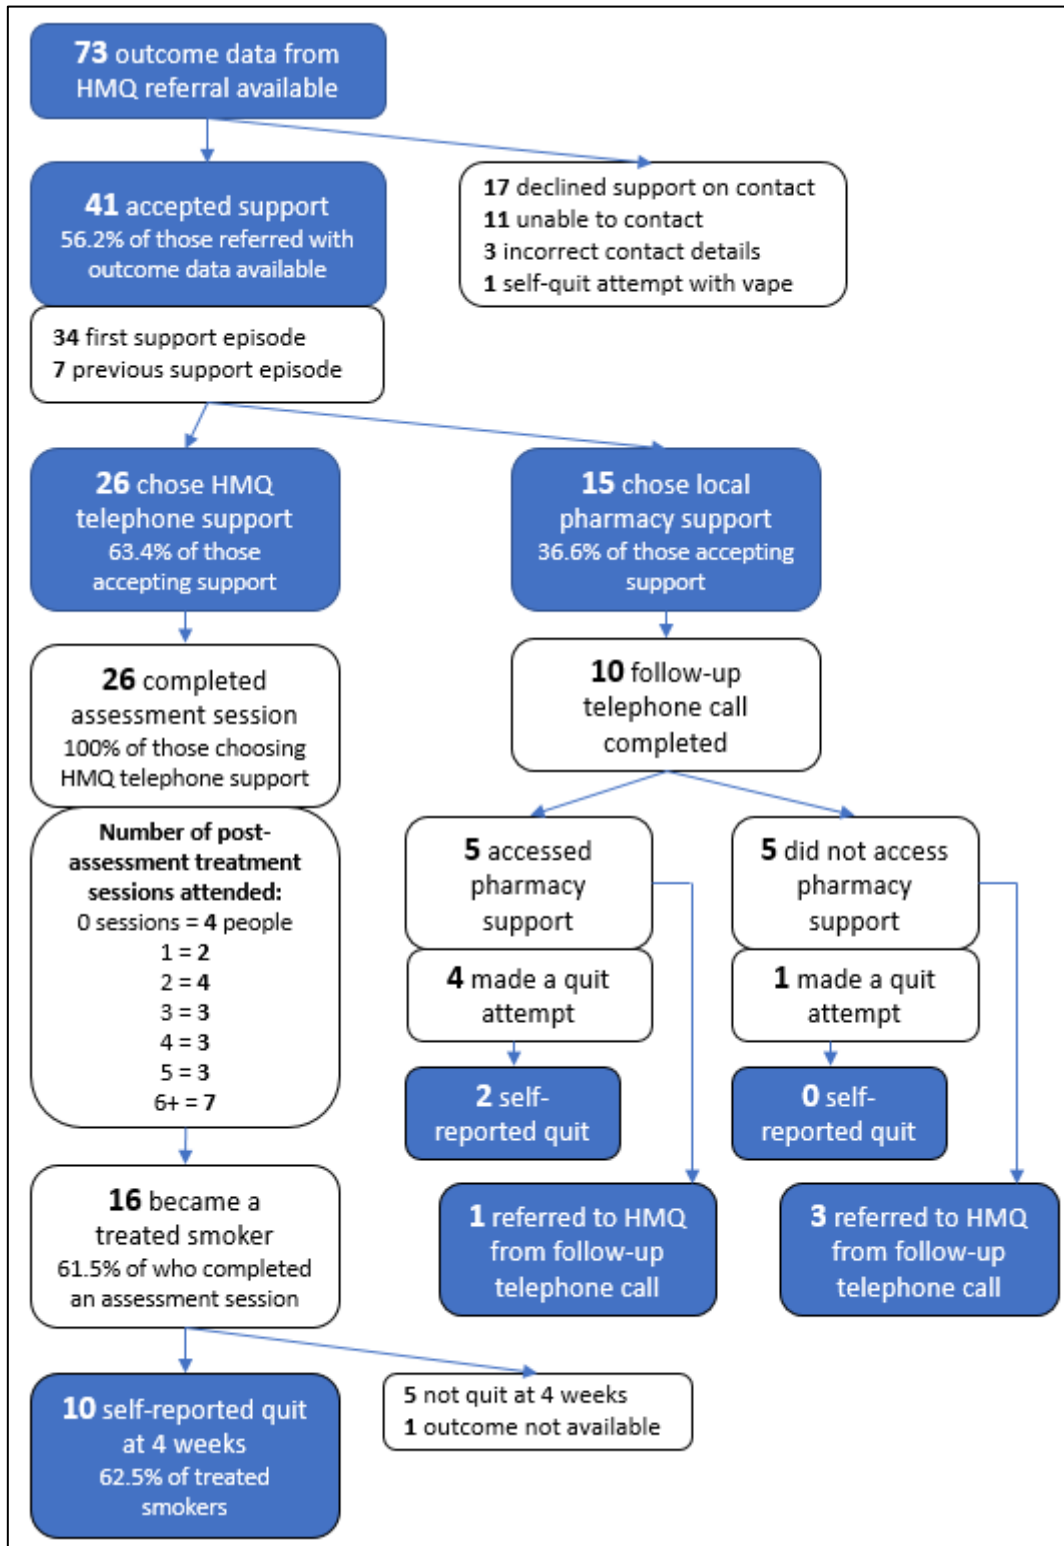 73 outcome data from
HMQ referral available
17 declined support on contact
11 unable to contact
3 incorrect contact details
1 self-quit attempt with vape
41 accepted support
56.2% of those referred with
outcome data available
34 first support episode
7 previous support episode
26 chose HMQ
telephone support
63.4% of those
accepting support
15 chose local
pharmacy support
36.6% of those accepting
support
26 completed
assessment session
100% of those choosing
HMQ telephone support
10 follow-up
telephone call
completed
Number of post-
assessment treatment
sessions attended:
0 sessions = 4 people
1 = 2
2 = 4
3 = 3
4 = 3
5 = 3
6+ = 7
5 accessed
pharmacy
support
4 made a quit
attempt
2 self-
reported quit
1 referred to HMQ
from follow-up
telephone call
5 did not access
pharmacy
support
1 made a quit
attempt
0 self-
reported quit
3 referred to HMQ
from follow-up
telephone call
16 became a
treated smoker
61.5% of who completed
an assessment session
10 self-reported quit
at 4 weeks
62.5% of treated
smokers
5 not quit at 4 weeks
1 outcome not available